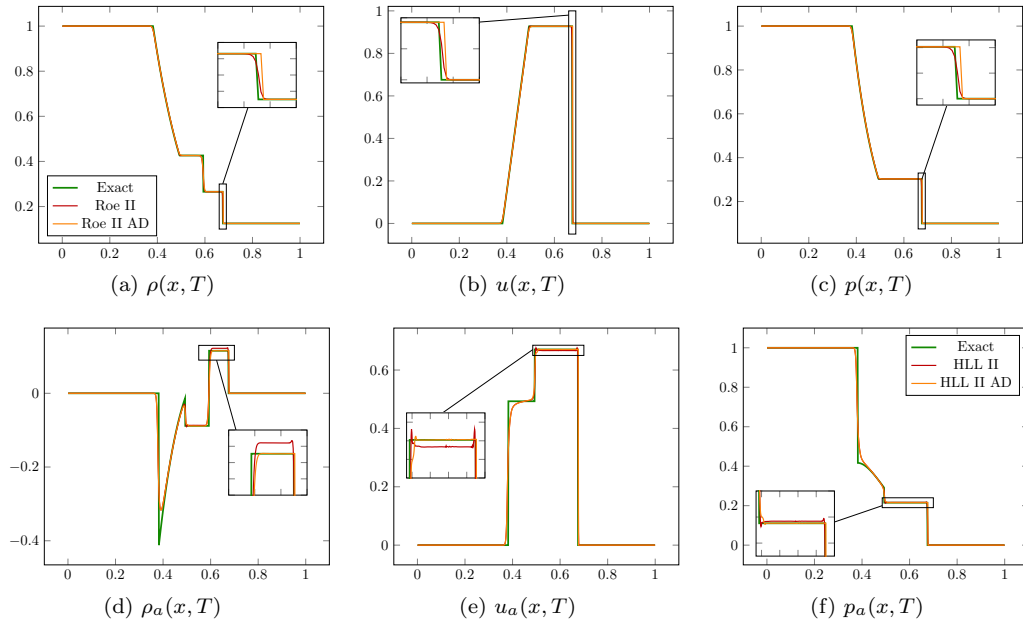 1
0.8
0.6
0.4
0.2
0 0.2 0.4 0.6 0.8 1
Exact
Roe II
Roe II AD
(a) ρ(x, T)
1
0.8
0.6
0.4
0.2
0
0 0.2 0.4 0.6 0.8 1
(b) u(x, T)
1
0.8
0.6
0.4
0.2
0 0.2 0.4 0.6 0.8 1
(c) p(x, T)
0
−0.2
−0.4
0 0.2 0.4 0.6 0.8 1
(d) ρa(x, T)
0.6
0.4
0.2
0
0 0.2 0.4 0.6 0.8 1
(e) ua(x, T)
1
0.8
0.6
0.4
0.2
0
0 0.2 0.4 0.6 0.8 1
Exact
HLL II
HLL II AD
(f) pa(x, T)